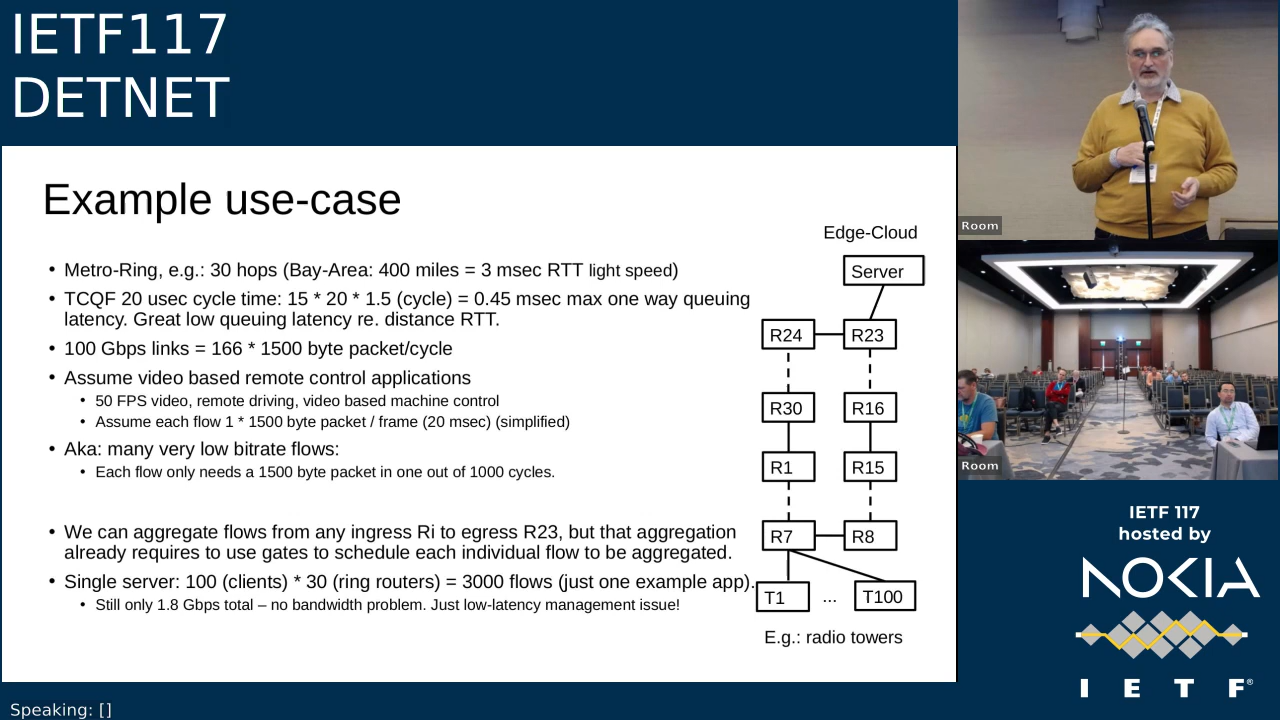 IETF117
DETNET
Example use-case
• Metro-Ring, e.g.: 30 hops (Bay-Area: 400 miles = 3 msec RTT light speed)
• TCQF 20 usec cycle time: 15 * 20 * 1.5 (cycle) = 0.45 msec max one way queuing
latency. Great low queuing latency re. distance RTT.
• 100 Gbps links = 166 * 1500 byte packet/cycle
• Assume video based remote control applications
• 50 FPS video, remote driving, video based machine control
• Assume each flow 1 * 1500 byte packet / frame (20 msec) (simplified)
• Aka: many very low bitrate flows:
• Each flow only needs a 1500 byte packet in one out of 1000 cycles.
• We can aggregate flows from any ingress Ri to egress R23, but that aggregation
already requires to use gates to schedule each individual flow to be aggregated.
• Single server: 100 (clients) * 30 (ring routers) = 3000 flows (just one example app).
• Still only 1.8 Gbps total – no bandwidth problem. Just low-latency management issue!
Edge-Cloud
Server
R24 R23
R30 R16
R1 R15
R7 R8
T1 ... T100
E.g.: radio towers
Room
Room
IETF 117
hosted by
NOKIA
I E T F®
Speaking: []